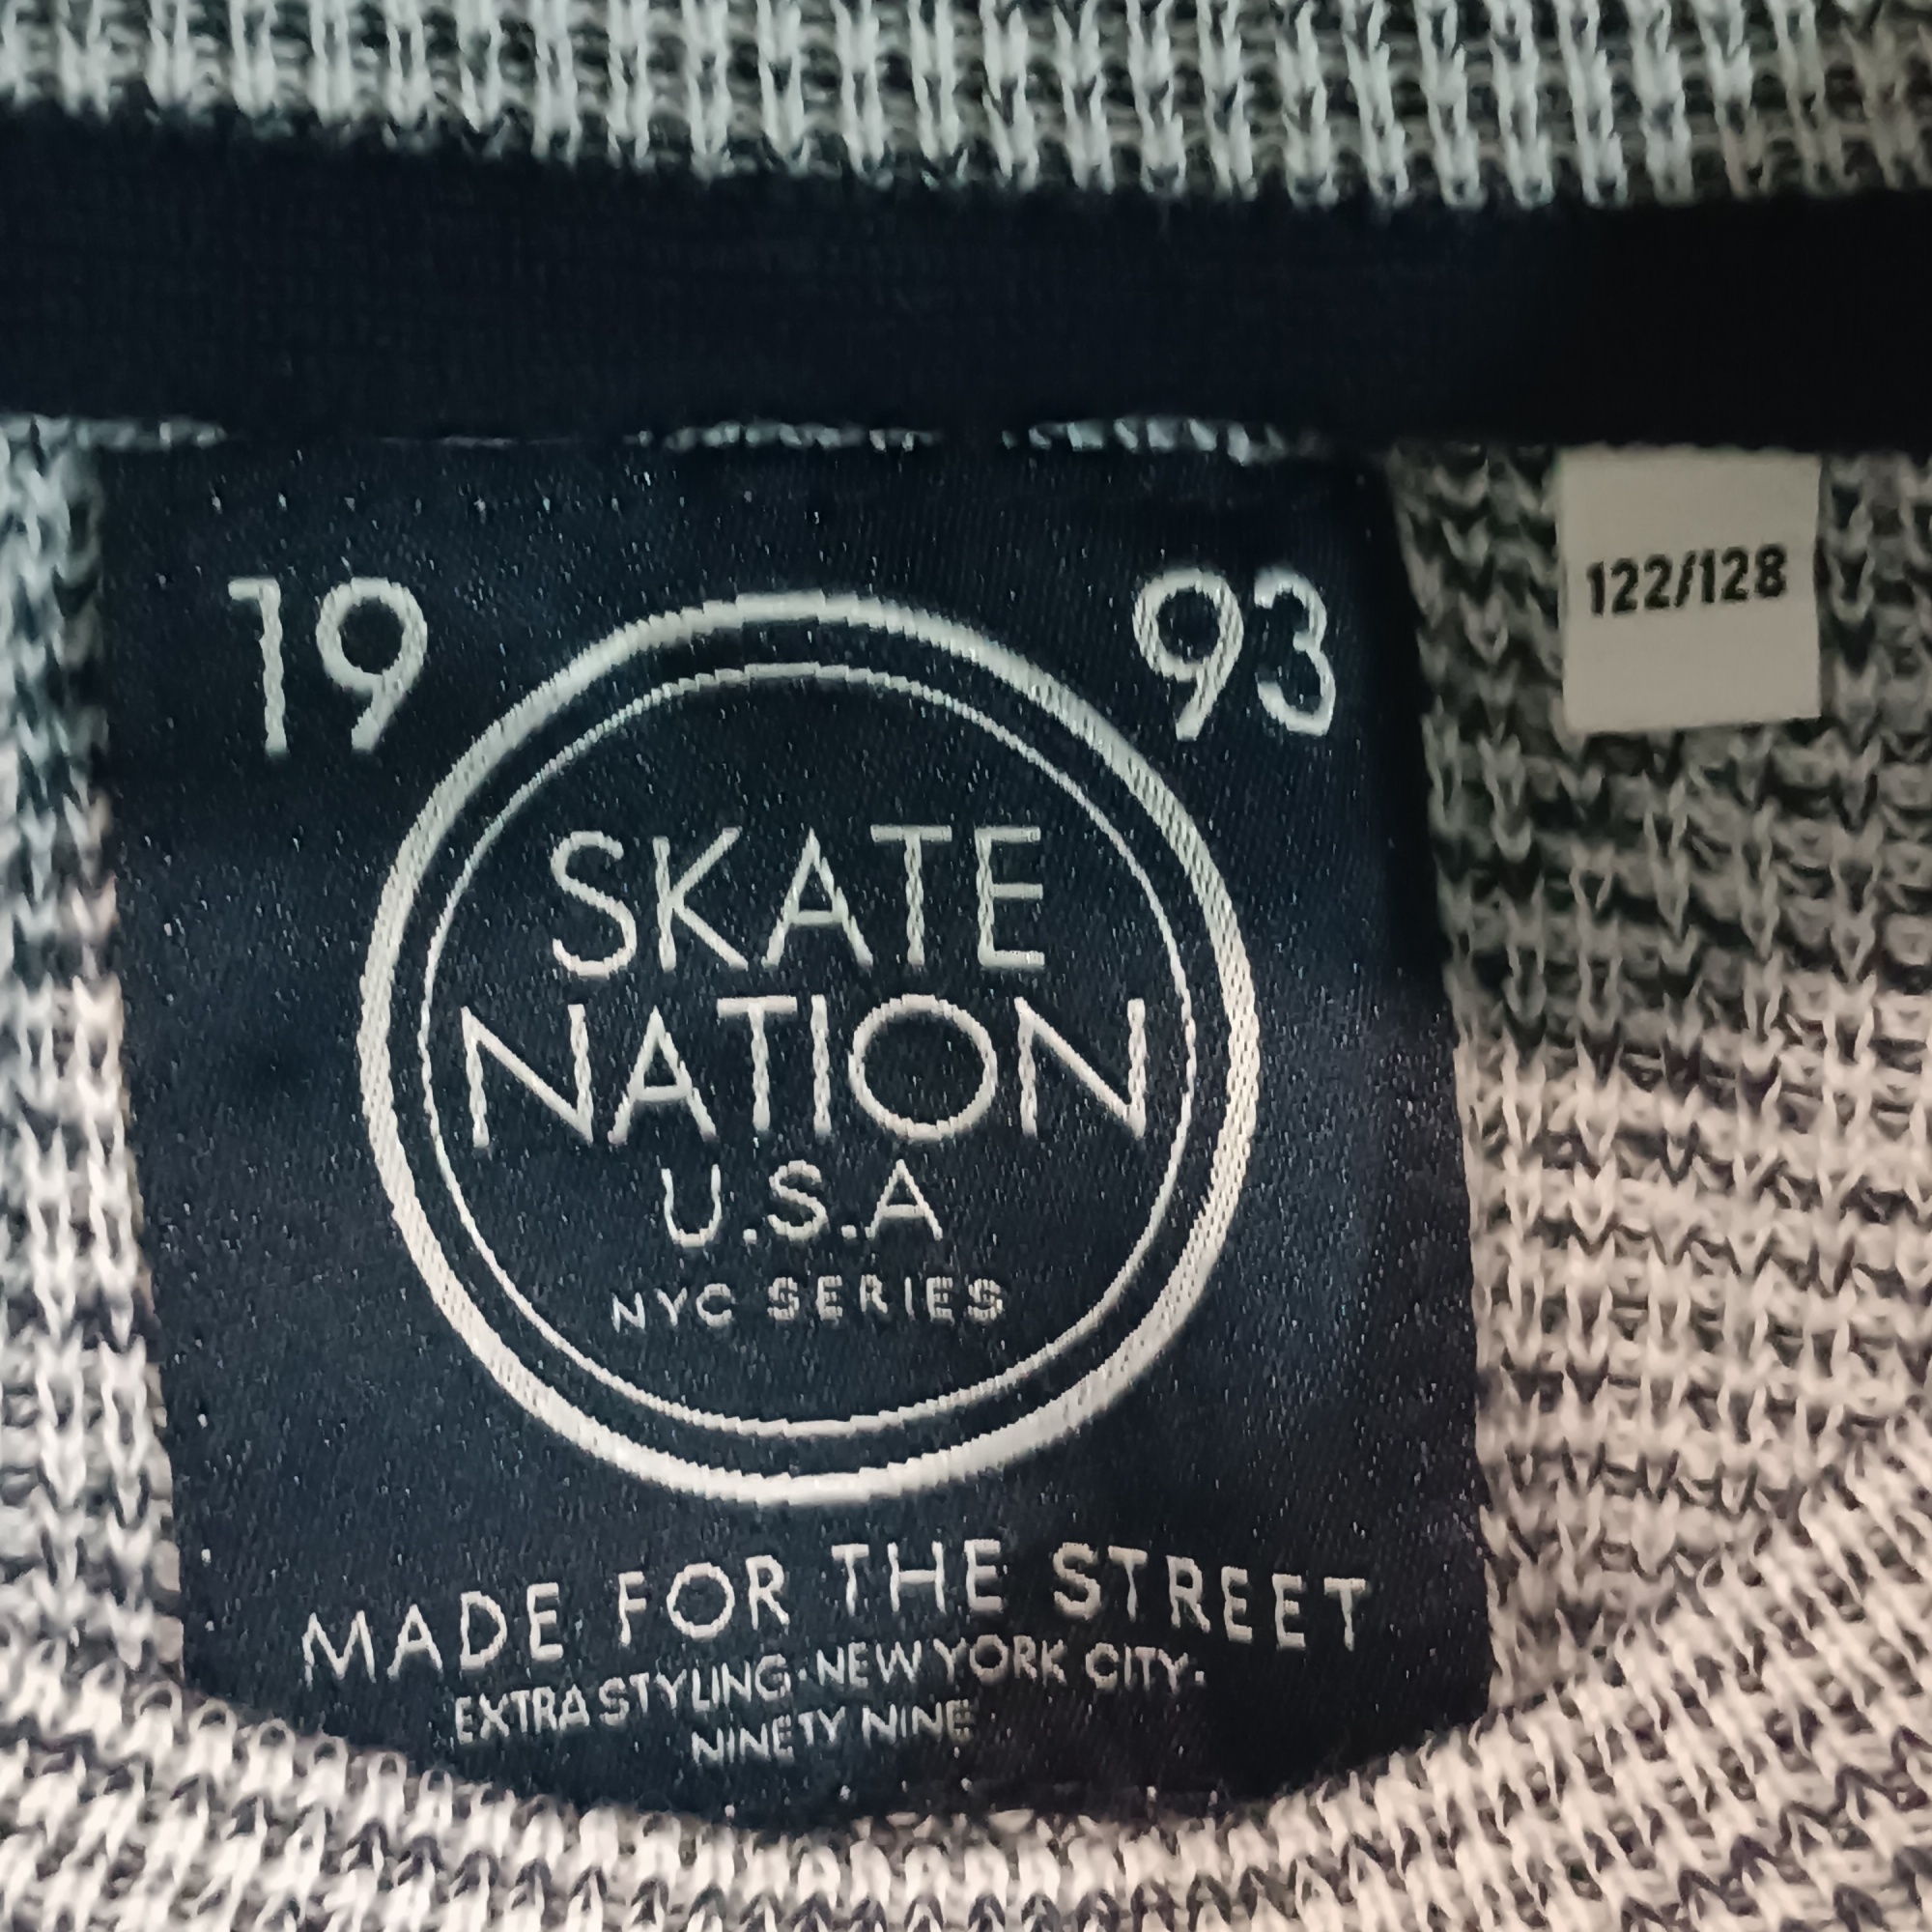 19 93
122/128
SKATE
NATION
U.S.A
NYC SERIES
MADE FOR THE STREET
EXTRA STYLING·NEW YORK CITY·
NINETY NINE